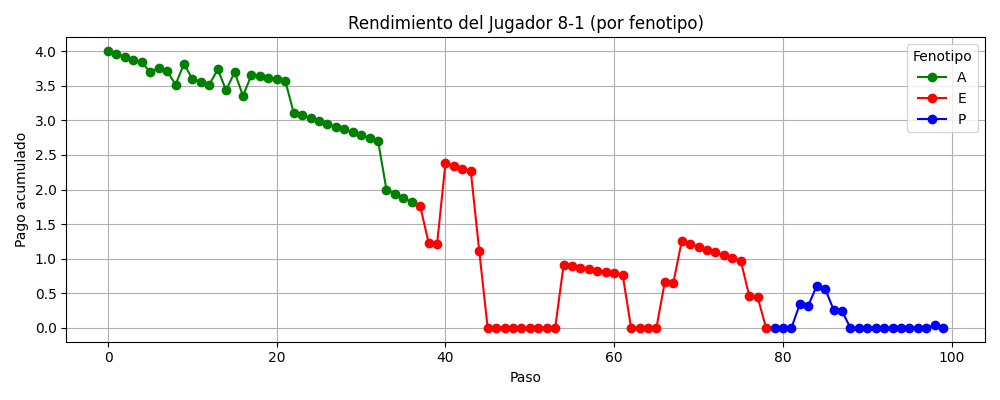 Rendimiento del Jugador 8-1 (por fenotipo)
Pago acumulado
4.0
3.5
3.0
2.5
2.0
1.5
1.0
0.5
0.0
0
20
40
60
80
100
Paso
Fenotipo
A
E
P